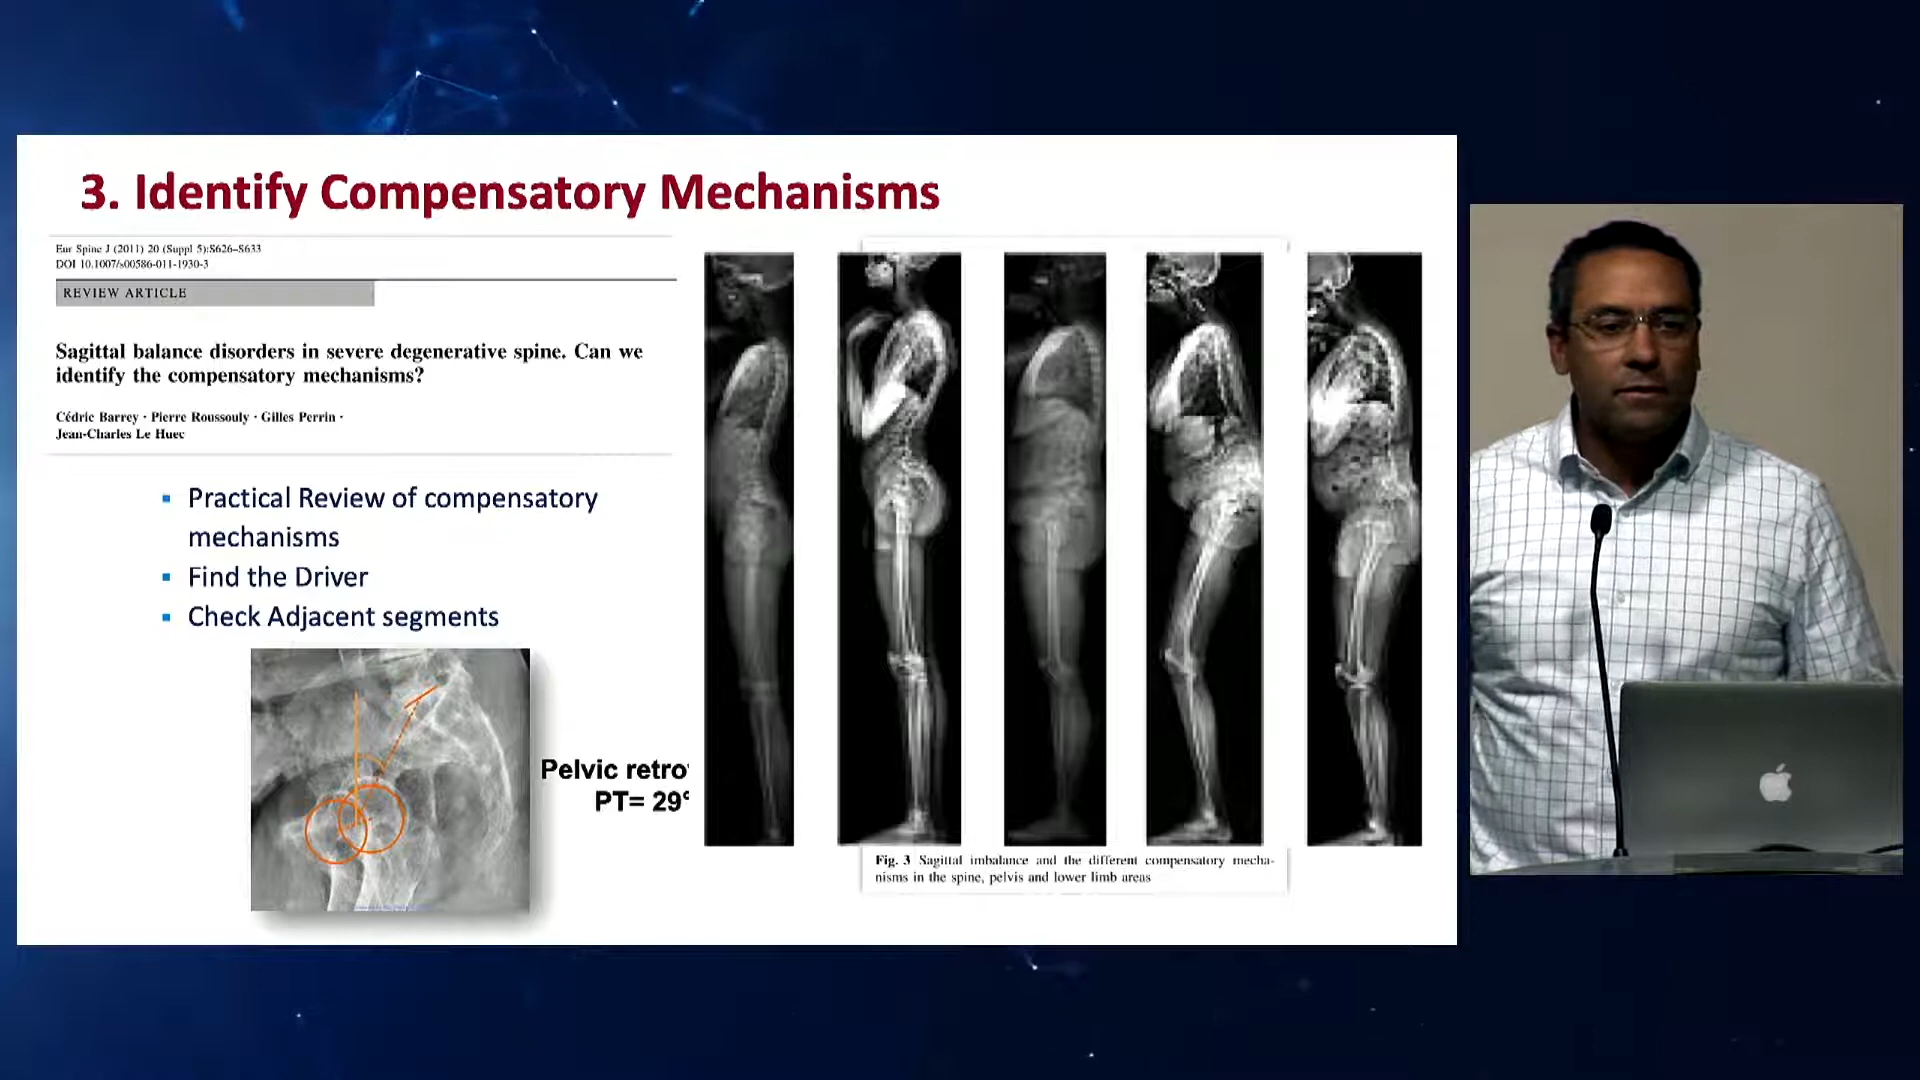 3. Identify Compensatory Mechanisms
Eur Spine J (2011) 20 (Suppl 5):S626–S633
DOI 10.1007/s00586-011-1930-3
REVIEW ARTICLE
Sagittal balance disorders in severe degenerative spine. Can we
identify the compensatory mechanisms?
Cédric Barrey · Pierre Roussouly · Gilles Perrin ·
Jean-Charles Le Huec
Practical Review of compensatory
mechanisms
Find the Driver
Check Adjacent segments
Pelvic retro
PT= 29°
Fig. 3 Sagittal imbalance and the different compensatory mecha-
nisms in the spine, pelvis and lower limb areas